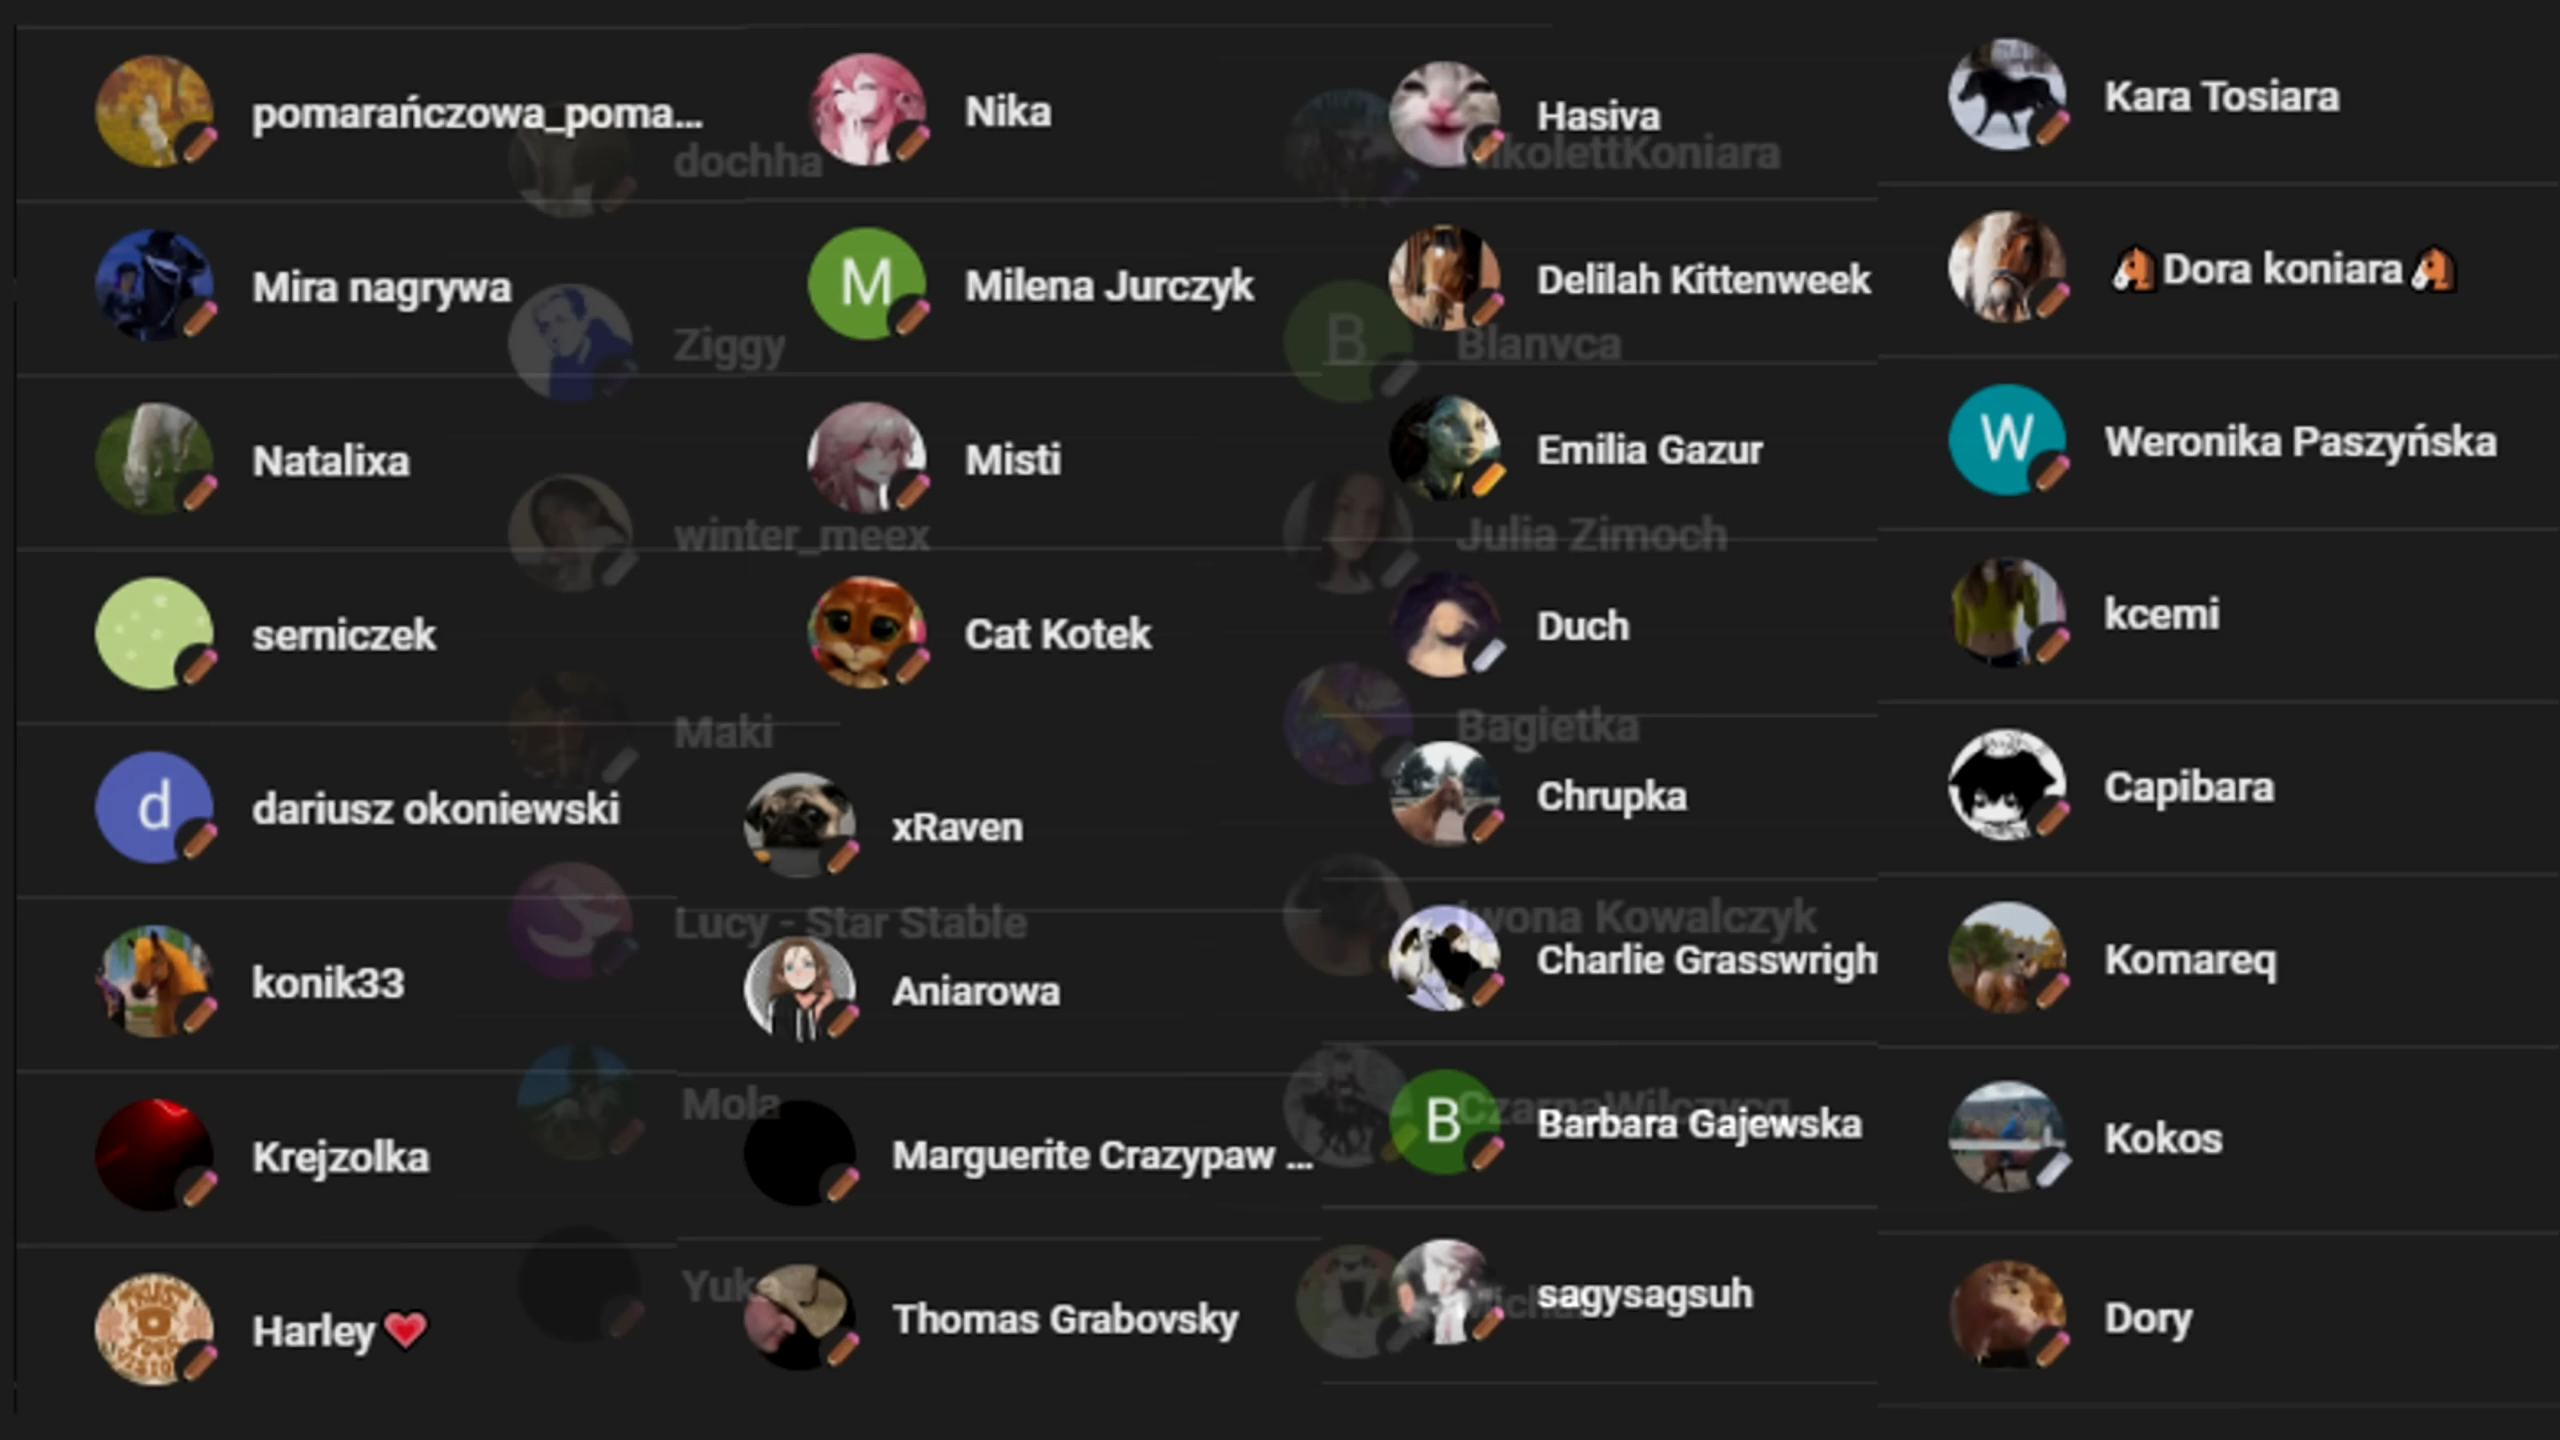 pomarańczowa_poma...
Mira nagrywa
Natalixa
serniczek
d
dariusz okoniewski
konik33
Krejzolka
Harley❤️
dochha
Ziggy
winter_meex
Maki
Lucy - Star Stable
Mola
Nika
M
Milena Jurczyk
Misti
Cat Kotek
xRaven
Aniarowa
Marguerite Crazypaw ...
Thomas Grabovsky
B
Blanvca
Julia Zimoch
Bagietka
Iwona Kowalczyk
CzarnaWilczyca
Hasiva
Delilah Kittenweek
Emilia Gazur
Duch
Chrupka
Charlie Grasswrigh
B
Barbara Gajewska
sagysagsuh
Kara Tosiara
🐴Dora koniara🐴
W
Weronika Paszyńska
kcemi
Capibara
Komareq
Kokos
Dory